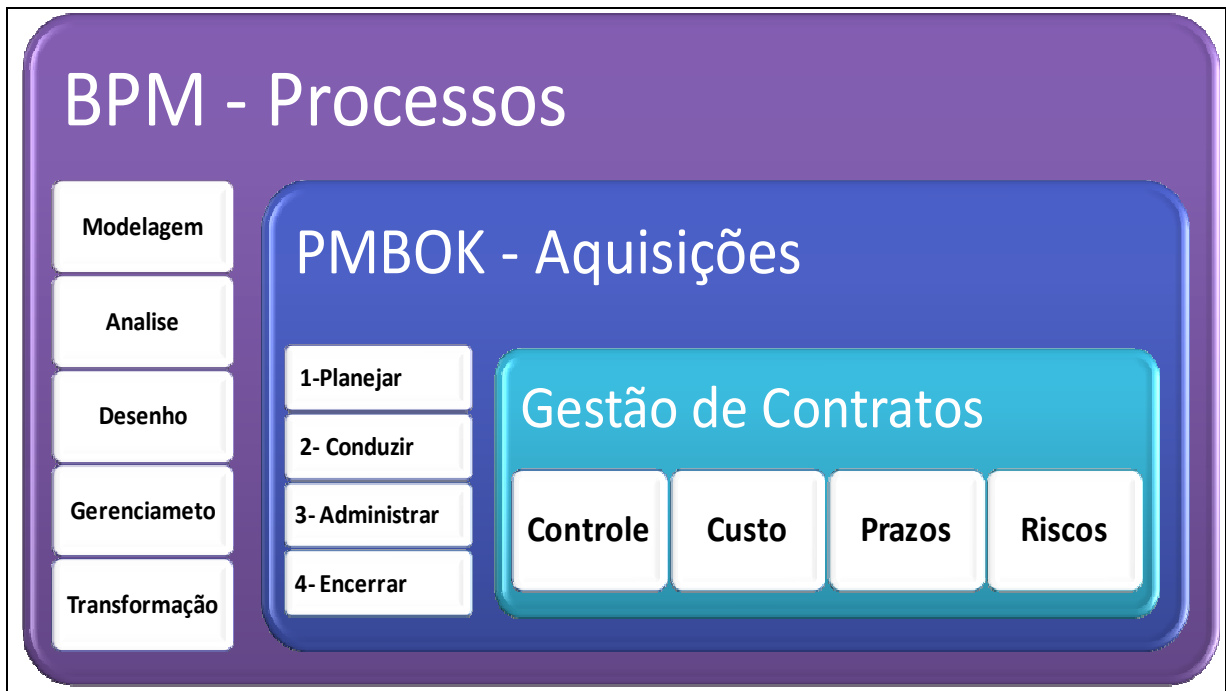 BPM - Processos
Modelagem
Analise
Desenho
Gerenciameto
Transformação
PMBOK - Aquisições
1-Planejar
2- Conduzir
3- Administrar
4- Encerrar
Gestão de Contratos
Controle
Custo
Prazos
Riscos